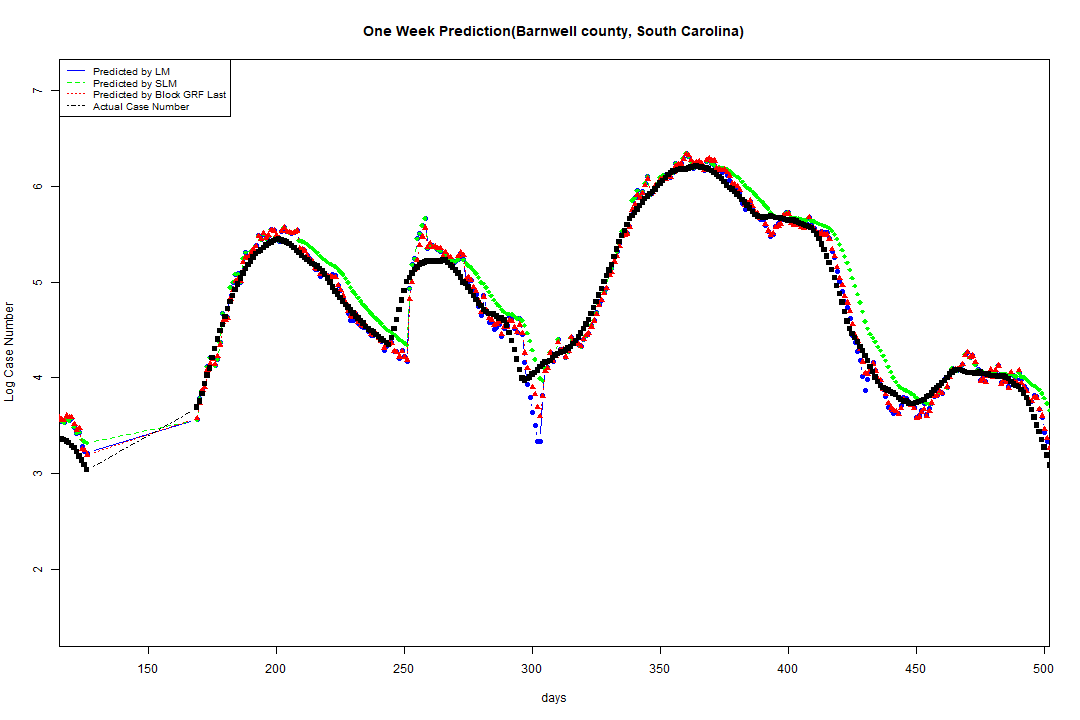 One Week Prediction(Barnwell county, South Carolina)
Predicted by LM
Predicted by SLM
Predicted by Block GRF Last
Actual Case Number
7
6
5
4
3
2
Log Case Number
150 200 250 300 350 400 450 500
days